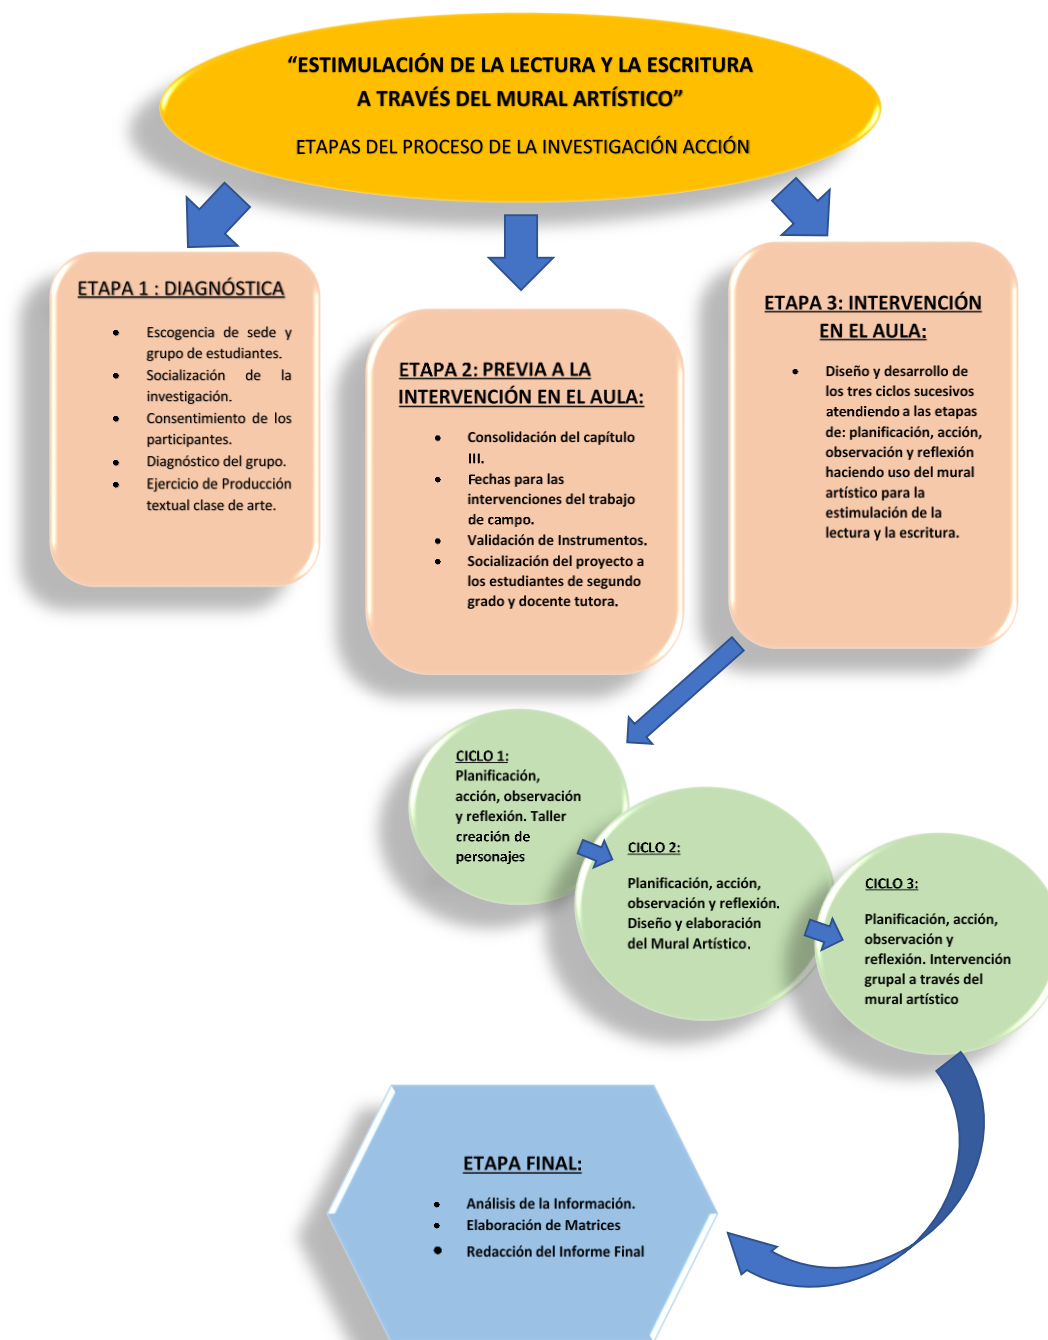 “ESTIMULACIÓN DE LA LECTURA Y LA ESCRITURA
A TRAVÉS DEL MURAL ARTÍSTICO”
ETAPAS DEL PROCESO DE LA INVESTIGACIÓN ACCIÓN
ETAPA 1 : DIAGNÓSTICA
• Escogencia de sede y
grupo de estudiantes.
• Socialización de la
investigación.
• Consentimiento de los
participantes.
• Diagnóstico del grupo.
• Ejercicio de Producción
textual clase de arte.
ETAPA 2: PREVIA A LA
INTERVENCIÓN EN EL AULA:
• Consolidación del capítulo
III.
• Fechas para las
intervenciones del trabajo
de campo.
• Validación de Instrumentos.
• Socialización del proyecto a
los estudiantes de segundo
grado y docente tutora.
ETAPA 3: INTERVENCIÓN
EN EL AULA:
• Diseño y desarrollo de
los tres ciclos sucesivos
atendiendo a las etapas
de: planificación, acción,
observación y reflexión
haciendo uso del mural
artístico para la
estimulación de la
lectura y la escritura.
CICLO 1:
Planificación,
acción, observación
y reflexión. Taller
creación de
personajes
CICLO 2:
Planificación, acción,
observación y reflexión.
Diseño y elaboración
del Mural Artístico.
CICLO 3:
Planificación, acción,
observación y
reflexión. Intervención
grupal a través del
mural artístico
ETAPA FINAL:
• Análisis de la Información.
• Elaboración de Matrices
• Redacción del Informe Final